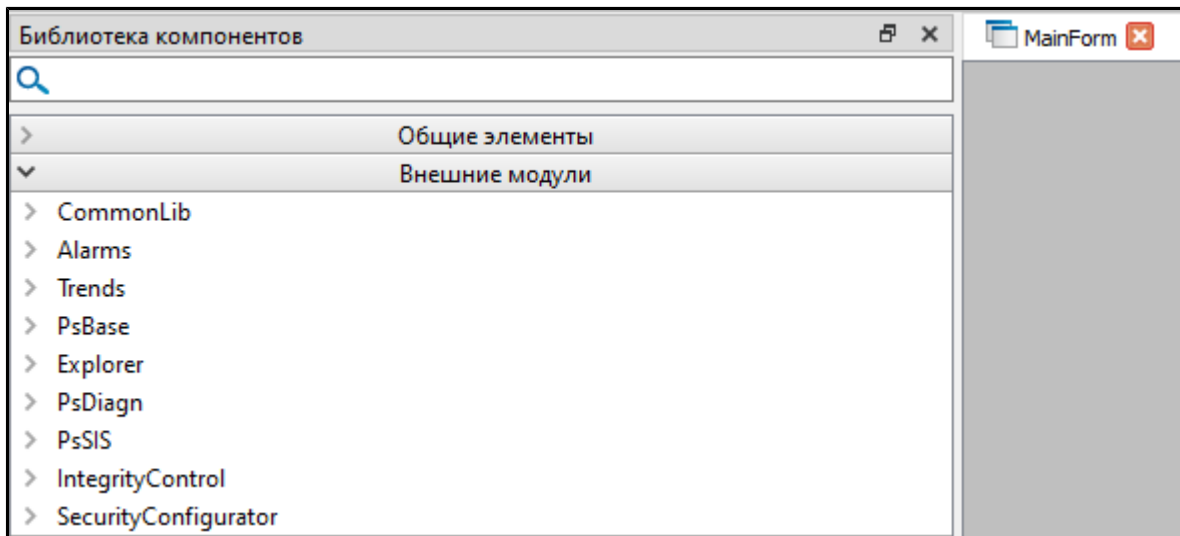 Библиотека компонентов
MainForm
Общие элементы
Внешние модули
CommonLib
Alarms
Trends
PsBase
Explorer
PsDiagn
PsSIS
IntegrityControl
SecurityConfigurator